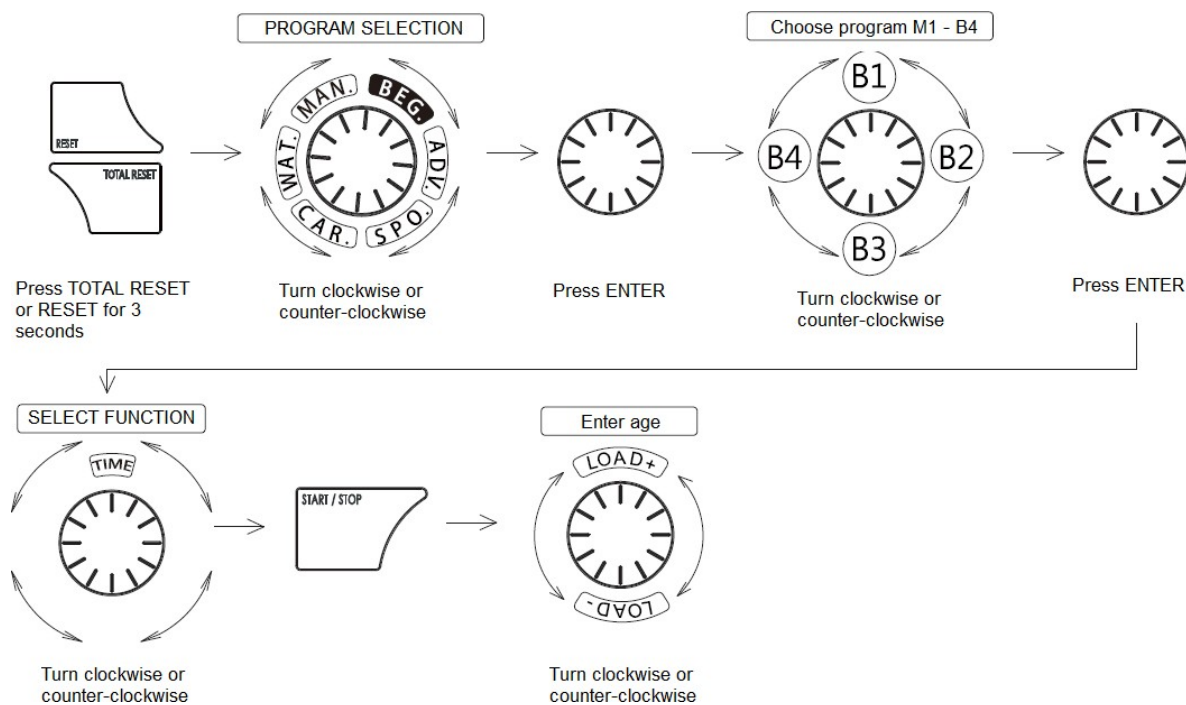 PROGRAM SELECTION
Choose program M1 - B4
RESET
TOTAL RESET
MAN.
BEG.
ADV.
SPO.
CAR.
WAT.
B1
B2
B3
B4
Press TOTAL RESET
or RESET for 3
seconds
Turn clockwise or
counter-clockwise
Press ENTER
Turn clockwise or
counter-clockwise
Press ENTER
SELECT FUNCTION
TIME
Turn clockwise or
counter-clockwise
START / STOP
Enter age
LOAD+
LOAD-
Turn clockwise or
counter-clockwise